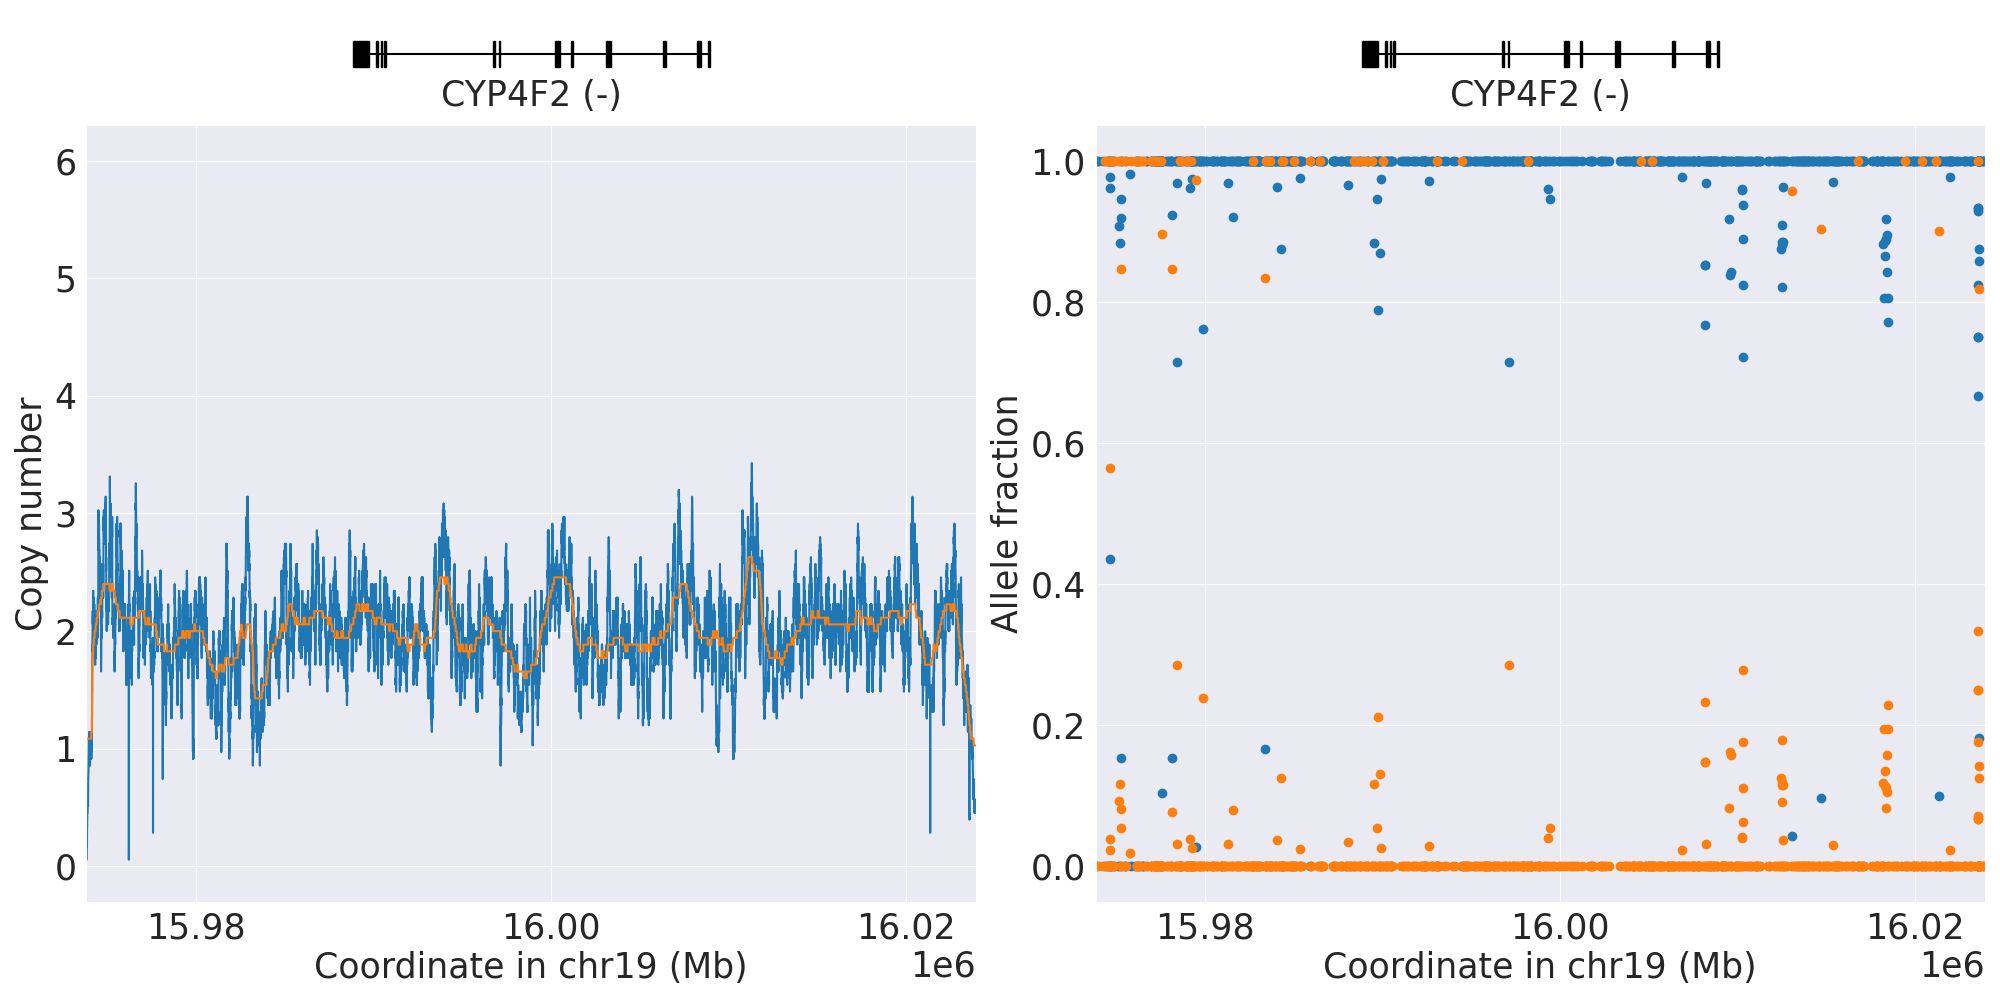 CYP4F2 (-)
6
5
4
3
2
1
0
Copy number
15.98
16.00
16.02
Coordinate in chr19 (Mb)
1e6
CYP4F2 (-)
1.0
0.8
0.6
0.4
0.2
0.0
Allele fraction
15.98
16.00
16.02
Coordinate in chr19 (Mb)
1e6